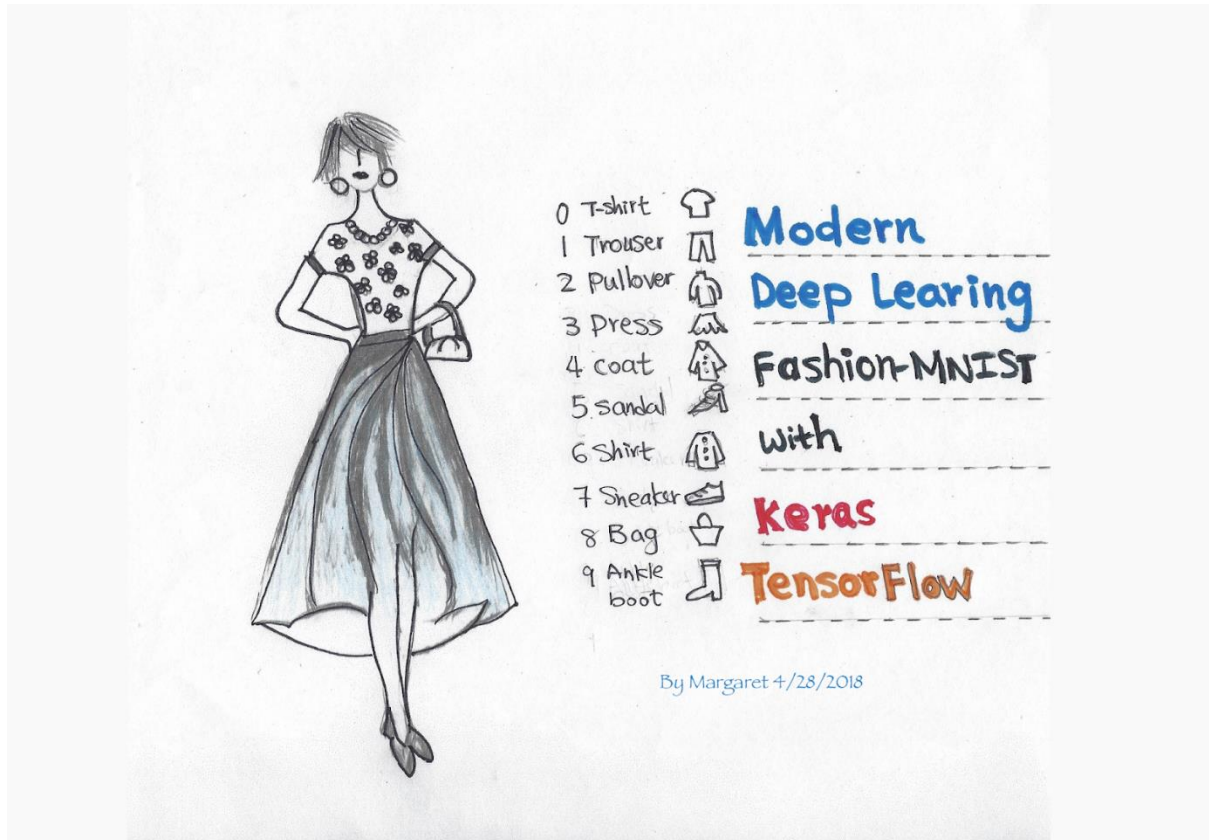 0 T-shirt
1 Trouser
2 Pullover
3 Dress
4 coat
5 sandal
6 Shirt
7 Sneaker
8 Bag
9 Ankle
boot
Modern
Deep Learing
Fashion-MNIST
with
Keras
TensorFlow
By Margaret 4/28/2018